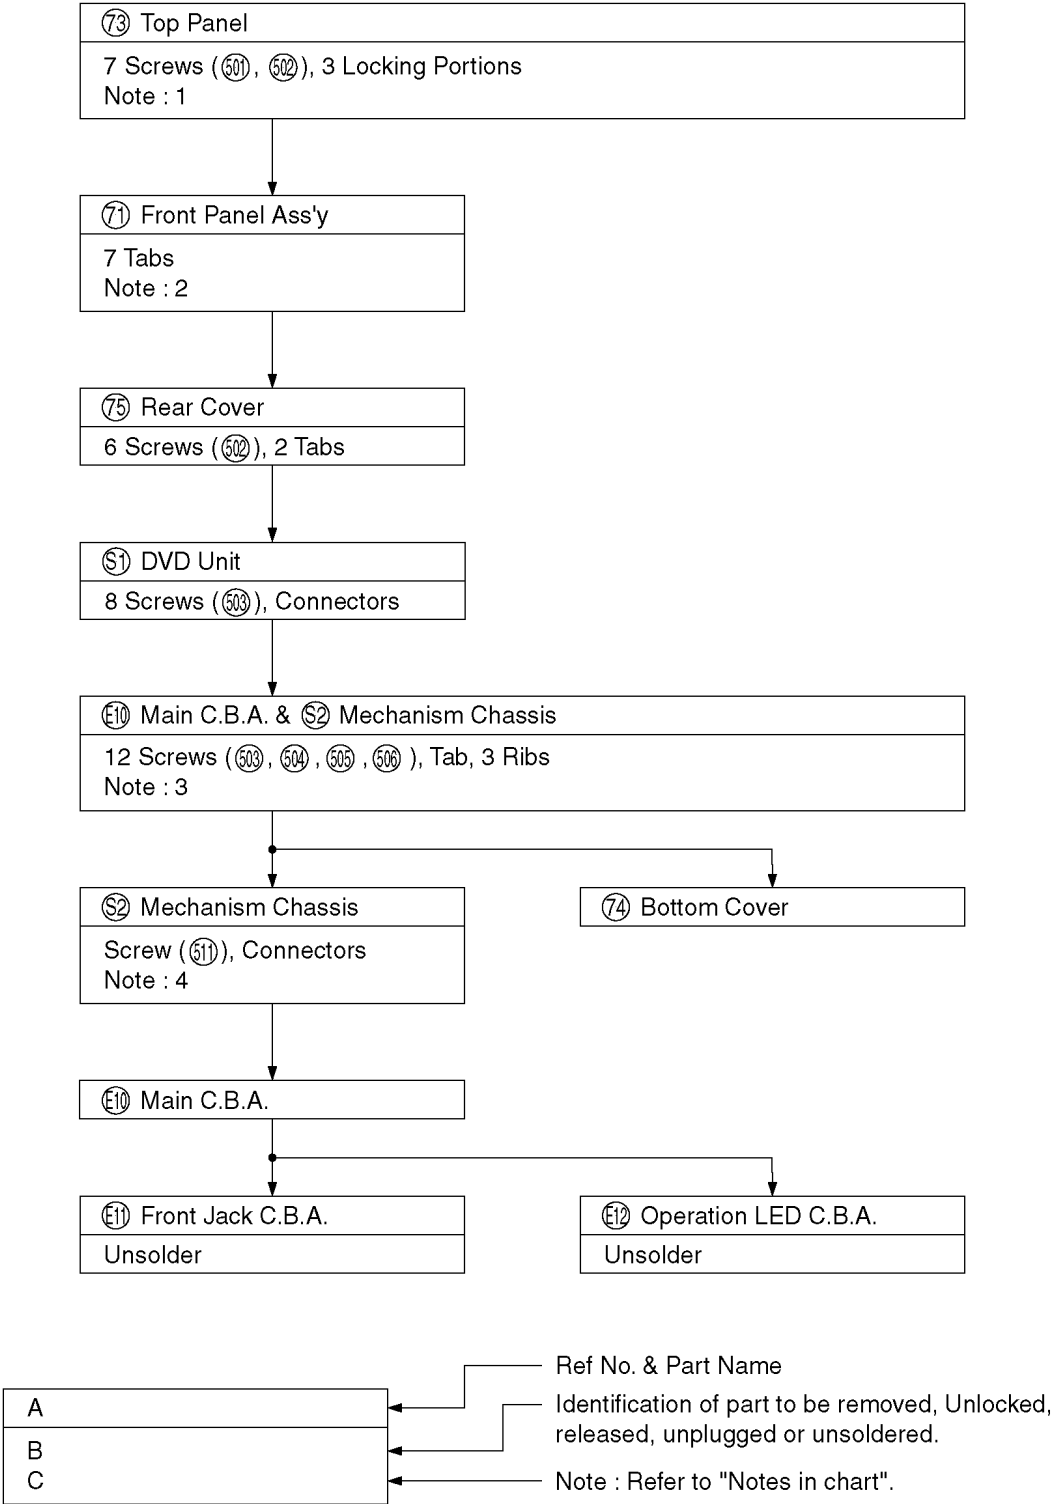 73 Top Panel
7 Screws (501, 502), 3 Locking Portions
Note : 1
71 Front Panel Ass'y
7 Tabs
Note : 2
75 Rear Cover
6 Screws (502), 2 Tabs
S1 DVD Unit
8 Screws (503), Connectors
E10 Main C.B.A. & S2 Mechanism Chassis
12 Screws (503, 504, 505, 506), Tab, 3 Ribs
Note : 3
S2 Mechanism Chassis
Screw (511), Connectors
Note : 4
74 Bottom Cover
E10 Main C.B.A.
E11 Front Jack C.B.A.
Unsolder
E12 Operation LED C.B.A.
Unsolder
A
B
C
Ref No. & Part Name
Identification of part to be removed, Unlocked,
released, unplugged or unsoldered.
Note : Refer to "Notes in chart".